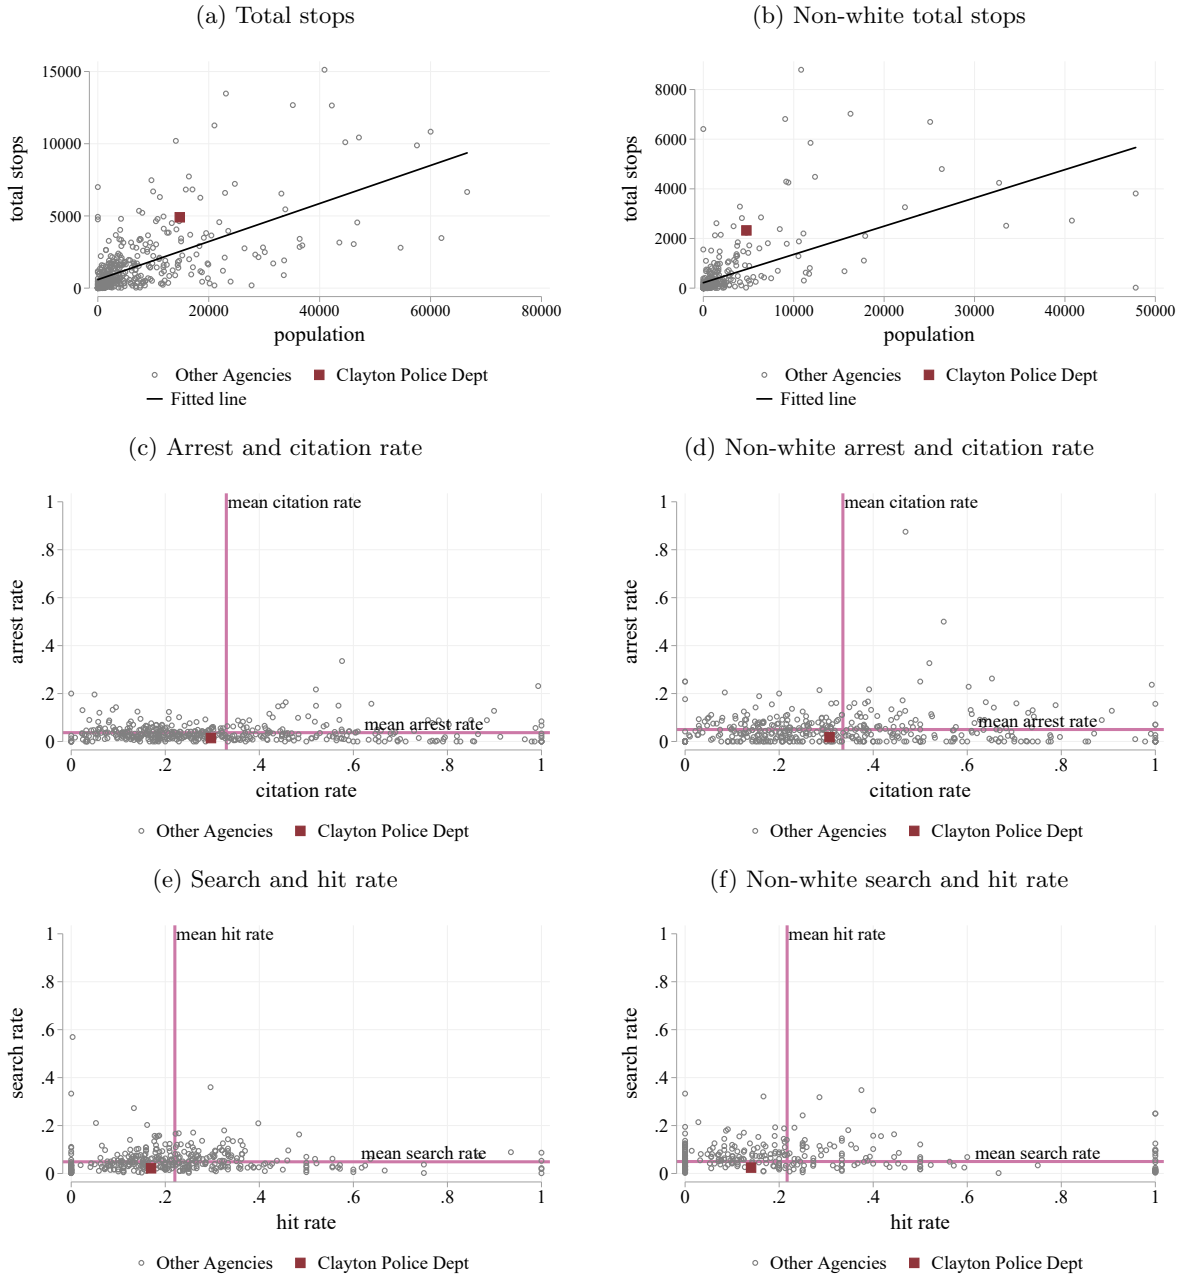 (a) Total stops
(b) Non-white total stops
15000
10000
5000
0
total stops
0 20000 40000 60000 80000
population
Other Agencies Clayton Police Dept
Fitted line
8000
6000
4000
2000
0
total stops
0 10000 20000 30000 40000 50000
population
Other Agencies Clayton Police Dept
Fitted line
(c) Arrest and citation rate
(d) Non-white arrest and citation rate
1
.8
.6
.4
.2
0
arrest rate
mean citation rate
mean arrest rate
0 .2 .4 .6 .8 1
citation rate
Other Agencies Clayton Police Dept
1
.8
.6
.4
.2
0
arrest rate
mean citation rate
mean arrest rate
0 .2 .4 .6 .8 1
citation rate
Other Agencies Clayton Police Dept
(e) Search and hit rate
(f) Non-white search and hit rate
1
.8
.6
.4
.2
0
search rate
mean hit rate
mean search rate
0 .2 .4 .6 .8 1
hit rate
Other Agencies Clayton Police Dept
1
.8
.6
.4
.2
0
search rate
mean hit rate
mean search rate
0 .2 .4 .6 .8 1
hit rate
Other Agencies Clayton Police Dept